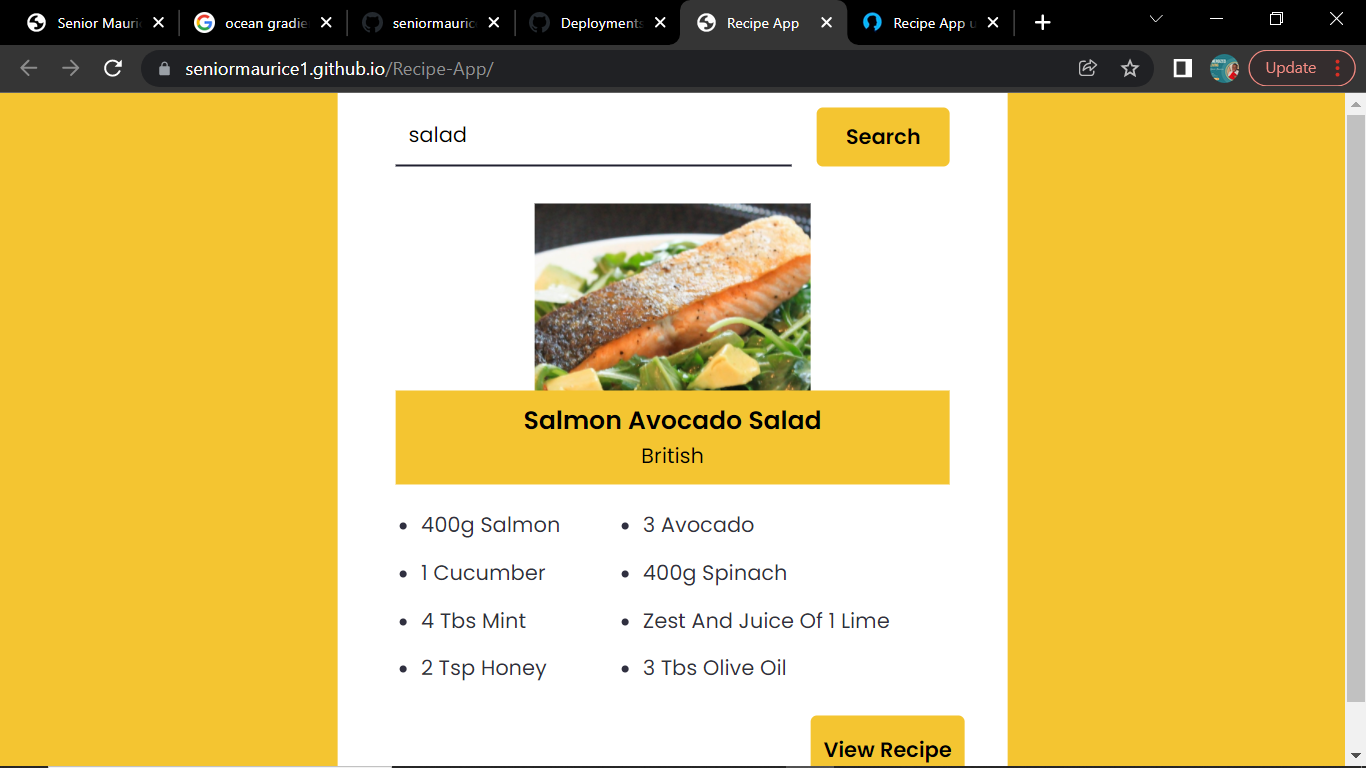 Senior Mauri
ocean gradie
seniormauric
Deployments
Recipe App
Recipe App u
seniormaurice1.github.io/Recipe-App/
Update
salad
Search
Salmon Avocado Salad
British
400g Salmon
3 Avocado
1 Cucumber
400g Spinach
4 Tbs Mint
Zest And Juice Of 1 Lime
2 Tsp Honey
3 Tbs Olive Oil
View Recipe